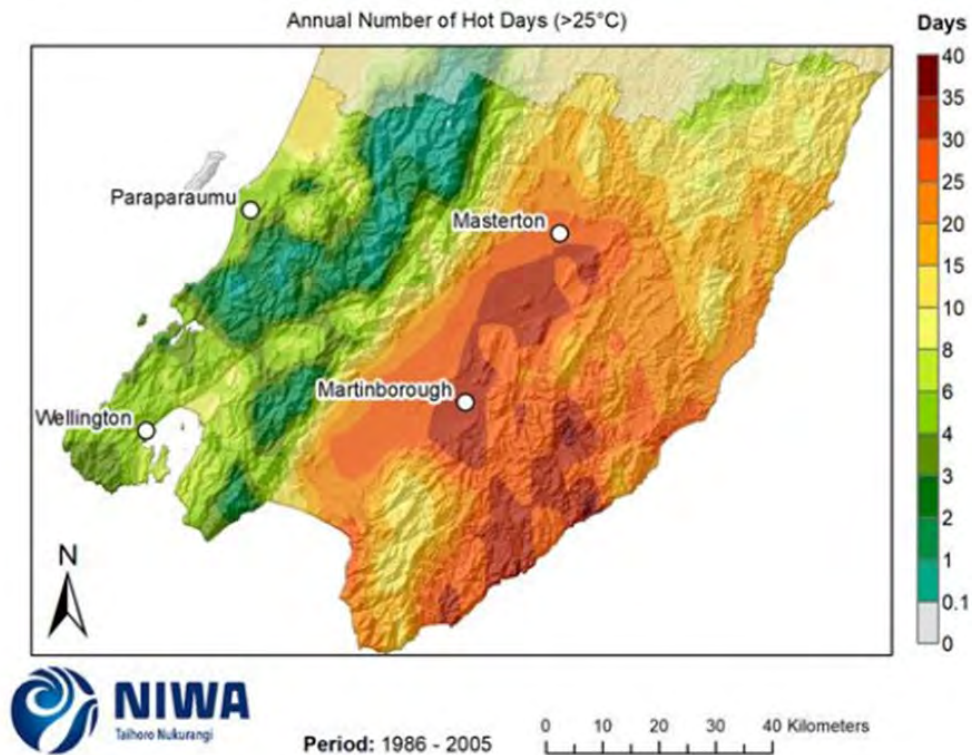 Annual Number of Hot Days (>25°C)
Days
40
35
30
25
20
15
10
8
6
4
3
2
1
0.1
0
Paraparaumu
Masterton
Martinborough
Wellington
N
NIWA
Taihoro Nukurangi
Period: 1986 - 2005
0 10 20 30 40 Kilometers